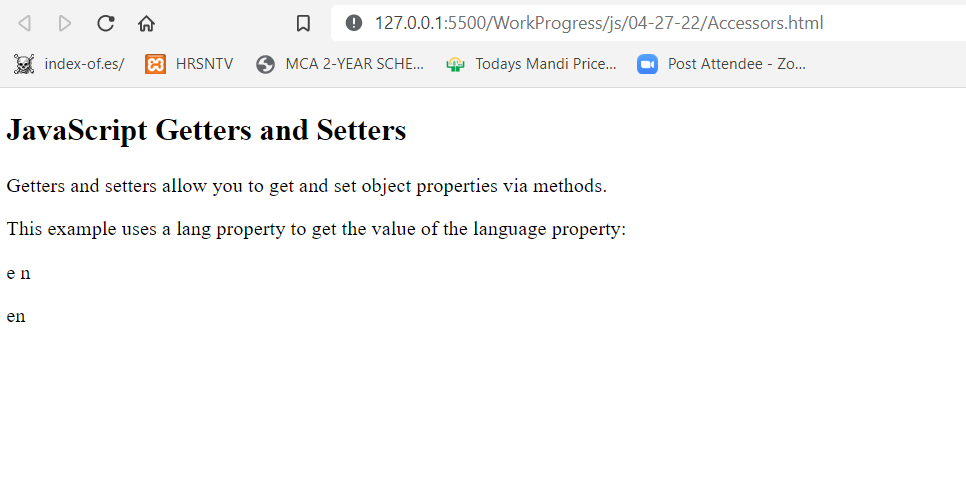 127.0.0.1:5500/WorkProgress/js/04-27-22/Accessors.html
index-of.es/ HRSNTV MCA 2-YEAR SCHE... Todays Mandi Price... Post Attendee - Zo...
JavaScript Getters and Setters
Getters and setters allow you to get and set object properties via methods.
This example uses a lang property to get the value of the language property:
e n
en